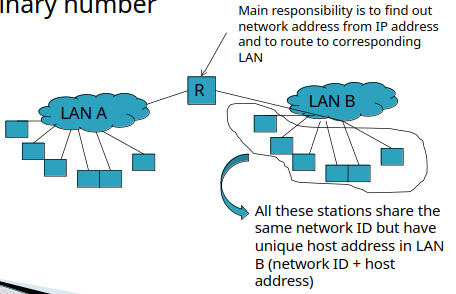 inary number
Main responsibility is to find out
network address from IP address
and to route to corresponding
LAN
R
LAN A
LAN B
All these stations share the
same network ID but have
unique host address in LAN
B (network ID + host
address)